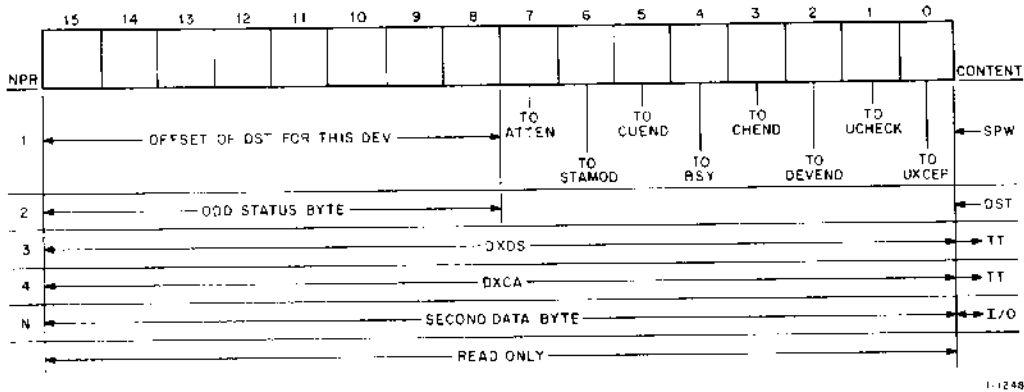 15 14 13 12 11 10 9 8 7 6 5 4 3 2 1 0
NPR CONTENT
1 OFFSET OF DST FOR THIS DEV TO ATTEN TO CUEND TO CHEND TO UCHECK SPW
TO STAMOD TO BSY TO DEVEND TO UXCEP
2 ODD STATUS BYTE DST
3 DXDS TT
4 DXCA TT
N SECOND DATA BYTE I/O
READ ONLY
11-1248